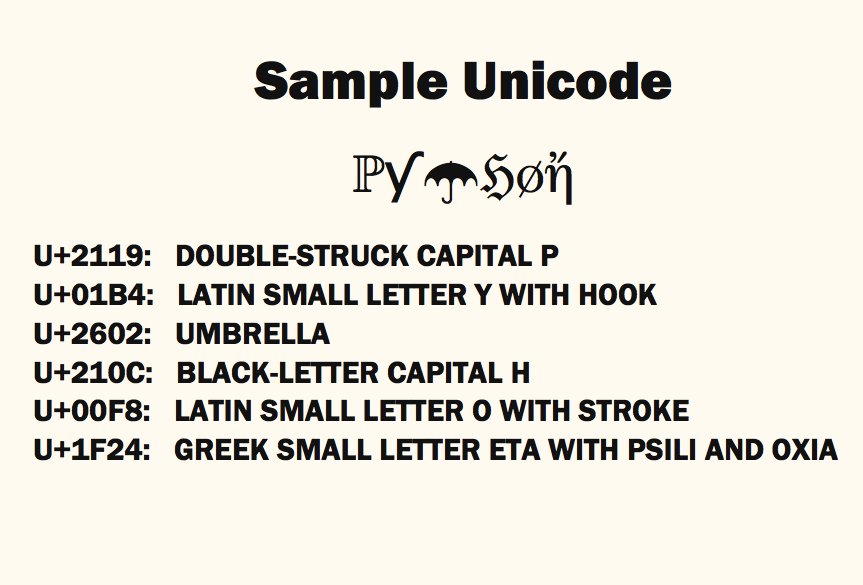 Sample Unicode
ℙƴ☂ℌøἤ
U+2119: DOUBLE-STRUCK CAPITAL P
U+01B4: LATIN SMALL LETTER Y WITH HOOK
U+2602: UMBRELLA
U+210C: BLACK-LETTER CAPITAL H
U+00F8: LATIN SMALL LETTER O WITH STROKE
U+1F24: GREEK SMALL LETTER ETA WITH PSILI AND OXIA